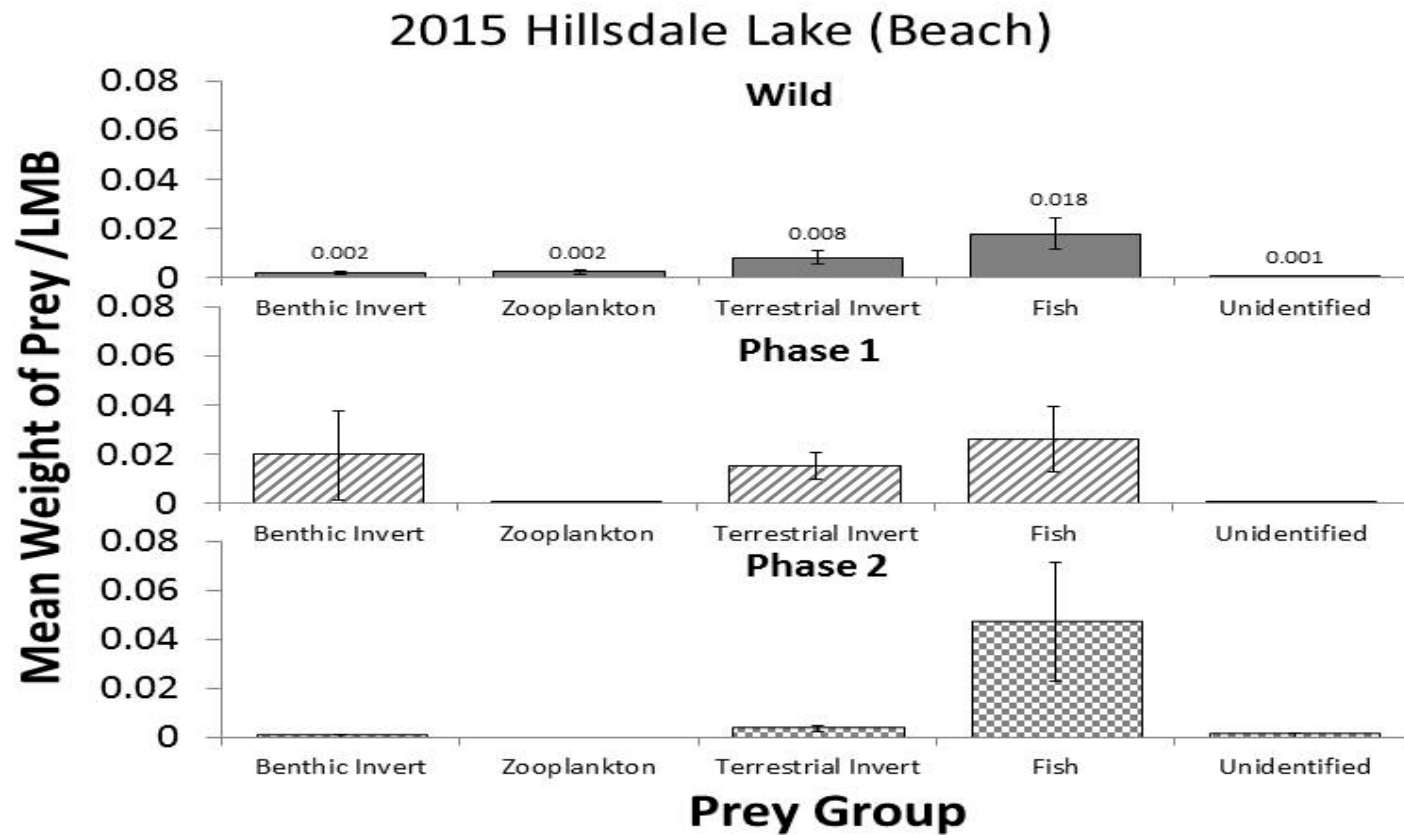 2015 Hillsdale Lake (Beach)
Mean Weight of Prey /LMB
Wild
0.08
0.06
0.04
0.02
0
0.002
0.002
0.008
0.018
0.001
Benthic Invert Zooplankton Terrestrial Invert Fish Unidentified
Phase 1
0.08
0.06
0.04
0.02
0
Benthic Invert Zooplankton Terrestrial Invert Fish Unidentified
Phase 2
0.08
0.06
0.04
0.02
0
Benthic Invert Zooplankton Terrestrial Invert Fish Unidentified
Prey Group